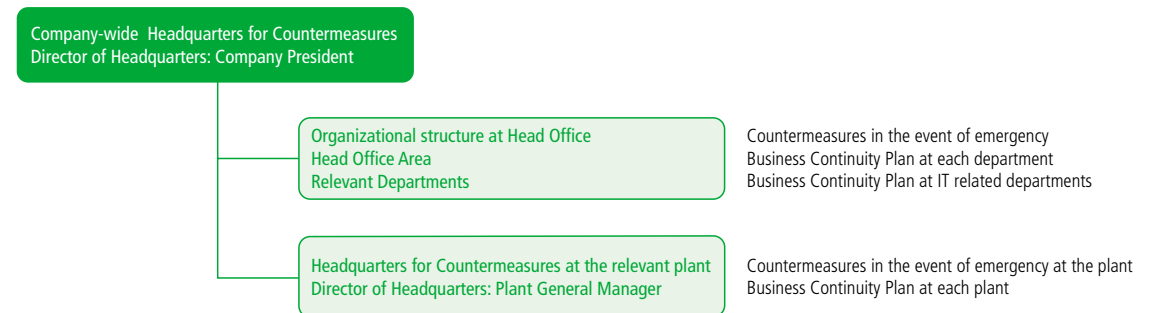 Company-wide Headquarters for Countermeasures
Director of Headquarters: Company President
Organizational structure at Head Office
Head Office Area
Relevant Departments
Countermeasures in the event of emergency
Business Continuity Plan at each department
Business Continuity Plan at IT related departments
Headquarters for Countermeasures at the relevant plant
Director of Headquarters: Plant General Manager
Countermeasures in the event of emergency at the plant
Business Continuity Plan at each plant